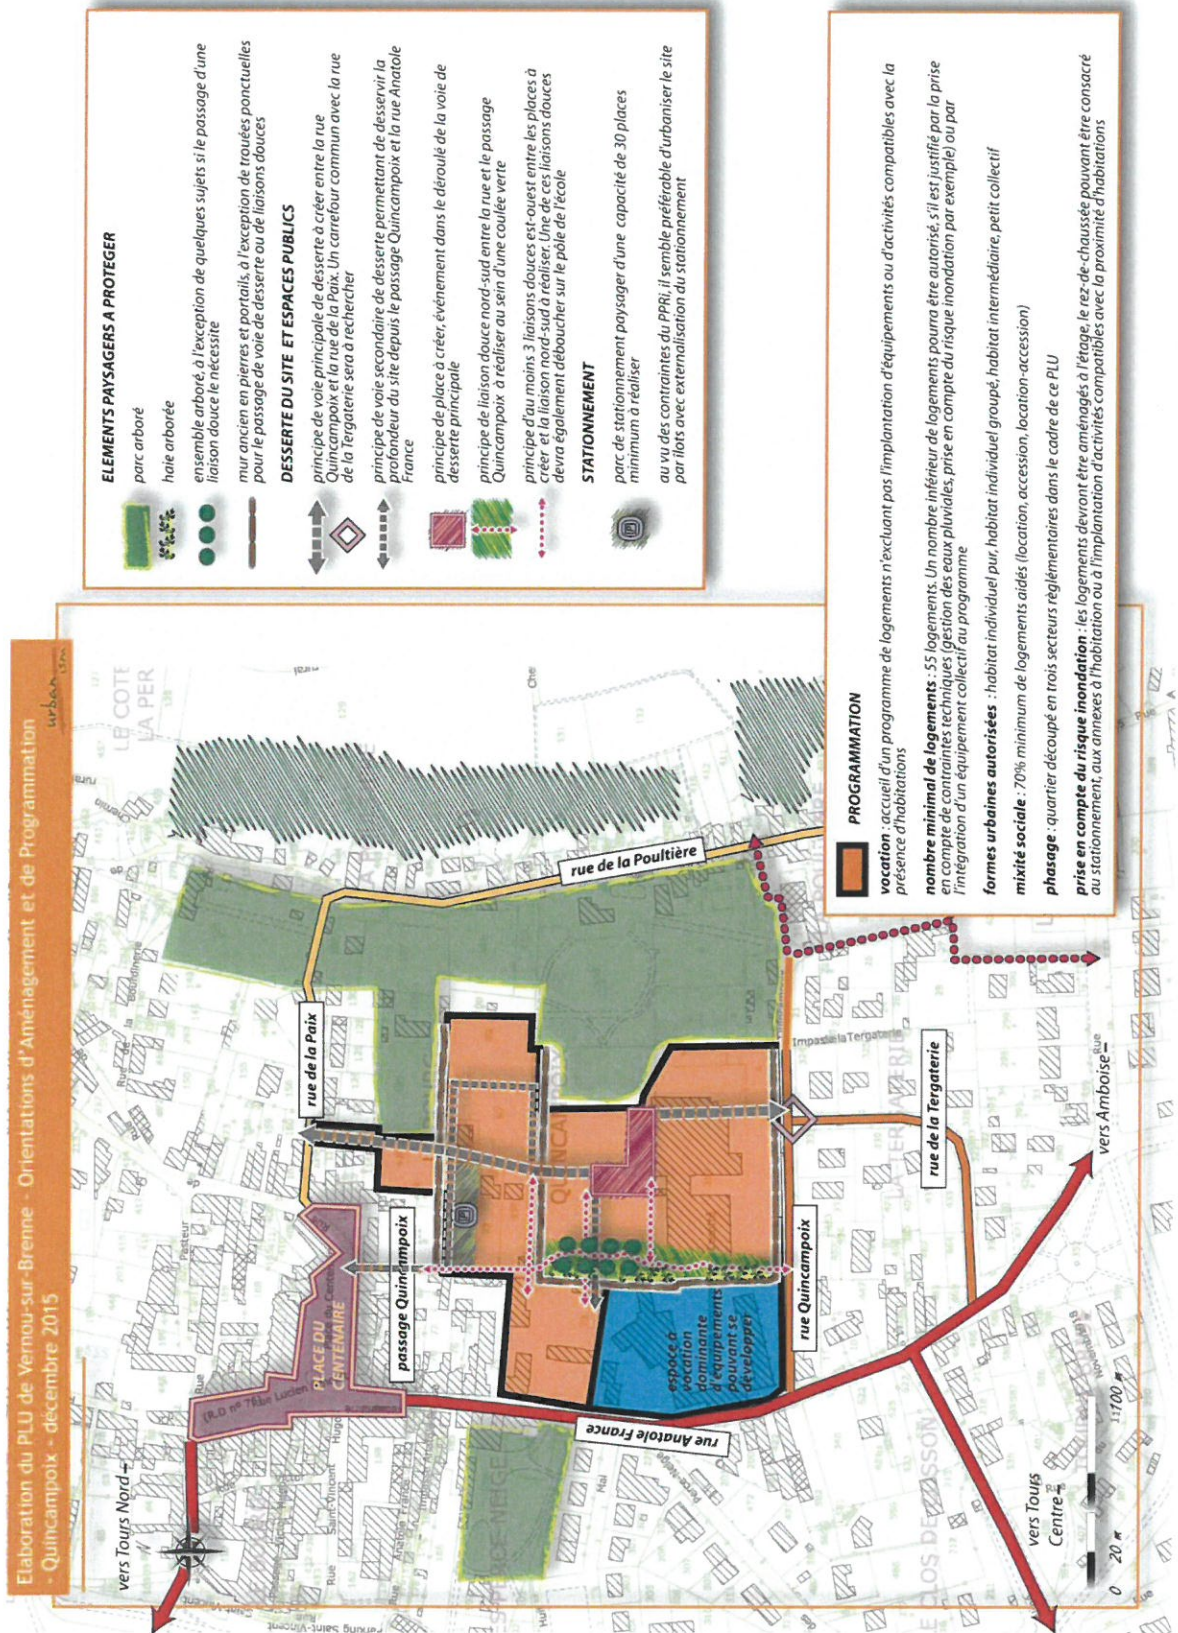 Elaboration du PLU de Vernou-sur-Brenne - Orientations d'Aménagement et de Programmation
- Quincampoix - décembre 2015
urban
ism
ELEMENTS PAYSAGERS A PROTEGER
parc arboré
haie arborée
ensemble arboré, à l'exception de quelques sujets si le passage d'une
liaison douce le nécessite
mur ancien en pierres et portails, à l'exception de trouées ponctuelles
pour le passage de voie de desserte ou de liaisons douces
DESSERTE DU SITE ET ESPACES PUBLICS
principe de voie principale de desserte à créer entre la rue
Quincampoix et la rue de la Paix. Un carrefour commun avec la rue
de la Tergaterie sera à rechercher
principe de voie secondaire de desserte permettant de desservir la
profondeur du site depuis le passage Quincampoix et la rue Anatole
France
principe de place à créer, événement dans le déroulé de la voie de
desserte principale
principe de liaison douce nord-sud entre la rue et le passage
Quincampoix à réaliser au sein d'une coulée verte
principe d'au moins 3 liaisons douces est-ouest entre les places à
créer et la liaison nord-sud à réaliser. Une de ces liaisons douces
devra également déboucher sur le pôle de l'école
STATIONNEMENT
parc de stationnement paysager d'une capacité de 30 places
minimum à réaliser
au vu des contraintes du PPRi, il semble préférable d'urbaniser le site
par ilots avec externalisation du stationnement
PROGRAMMATION
vocation : accueil d'un programme de logements n'excluant pas l'implantation d'équipements ou d'activités compatibles avec la
présence d'habitations
nombre minimal de logements : 55 logements. Un nombre inférieur de logements pourra être autorisé, s'il est justifié par la prise
en compte de contraintes techniques (gestion des eaux pluviales, prise en compte du risque inondation par exemple) ou par
l'intégration d'un équipement collectif au programme
formes urbaines autorisées : habitat individuel pur, habitat individuel groupé, habitat intermédiaire, petit collectif
mixité sociale : 70% minimum de logements aidés (location, accession, location-accession)
phasage : quartier découpé en trois secteurs règlémentaires dans le cadre de ce PLU
prise en compte du risque inondation : les logements devront être aménagés à l'étage, le rez-de-chaussée pouvant être consacré
au stationnement, aux annexes à l'habitation ou à l'implantation d'activités compatibles avec la proximité d'habitations
vers Tours Nord
LE COTE
LA PER
rue de la Poultière
rue de la Paix
PLACE DU
CENTENAIRE
passage Quincampoix
Impasse de la Tergaterie
rue de la Tergaterie
espace à
vocation
dominante
d'équipements
pouvant se
développer
rue Quincampoix
rue Anatole France
vers Amboise
vers Tours
Centre
LE CLOS DE L'ISSON
Pasteur
Rue
Saint-Vincent
Hugo
Mai
0 20 m 100 m